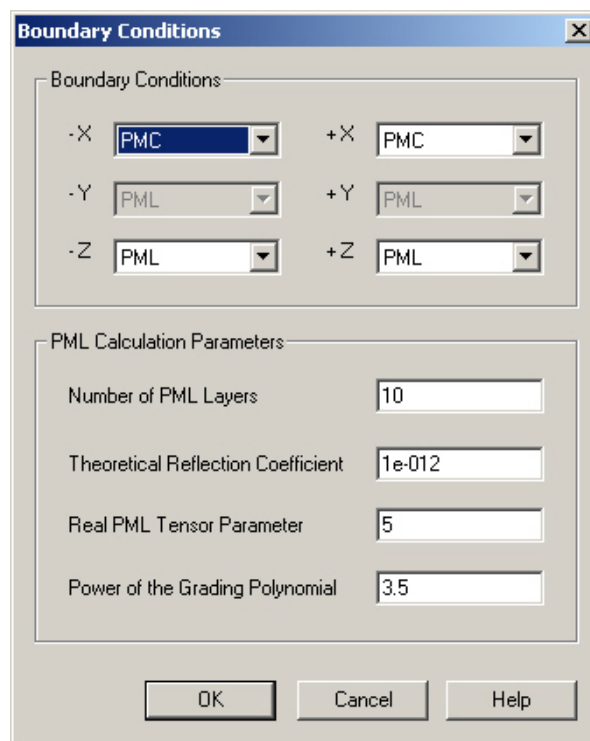 Boundary Conditions
Boundary Conditions
-X PMC +X PMC
-Y PML +Y PML
-Z PML +Z PML
PML Calculation Parameters
Number of PML Layers 10
Theoretical Reflection Coefficient 1e-012
Real PML Tensor Parameter 5
Power of the Grading Polynomial 3.5
OK Cancel Help